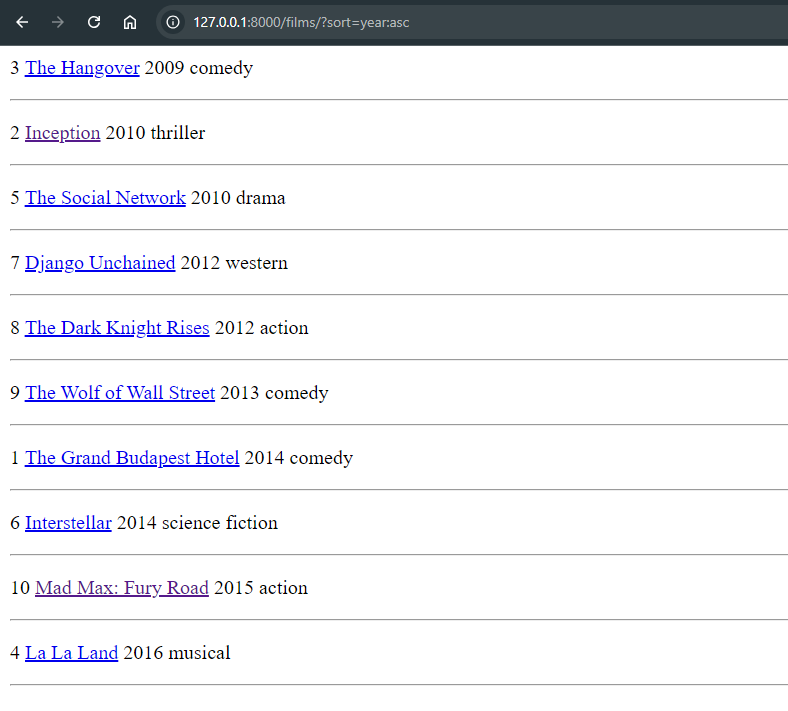 127.0.0.1:8000/films/?sort=year:asc
3 The Hangover 2009 comedy
2 Inception 2010 thriller
5 The Social Network 2010 drama
7 Django Unchained 2012 western
8 The Dark Knight Rises 2012 action
9 The Wolf of Wall Street 2013 comedy
1 The Grand Budapest Hotel 2014 comedy
6 Interstellar 2014 science fiction
10 Mad Max: Fury Road 2015 action
4 La La Land 2016 musical